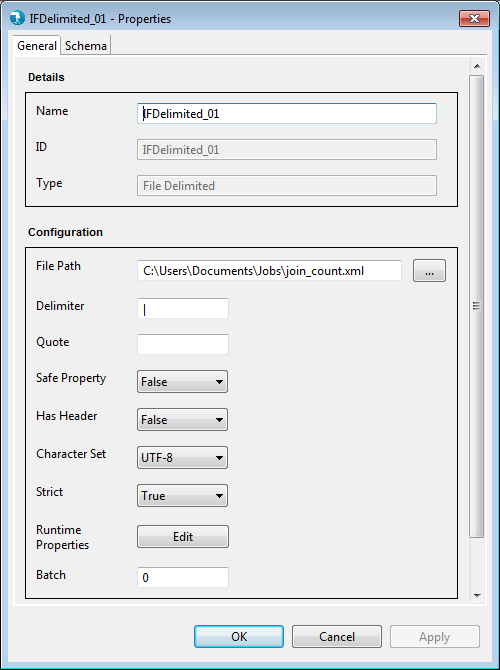 IFDelimited_01 - Properties
General Schema
Details
Name IFDelimited_01
ID IFDelimited_01
Type File Delimited
Configuration
File Path C:\Users\Documents\Jobs\join_count.xml ...
Delimiter |
Quote
Safe Property False
Has Header False
Character Set UTF-8
Strict True
Runtime
Properties Edit
Batch 0
OK Cancel Apply